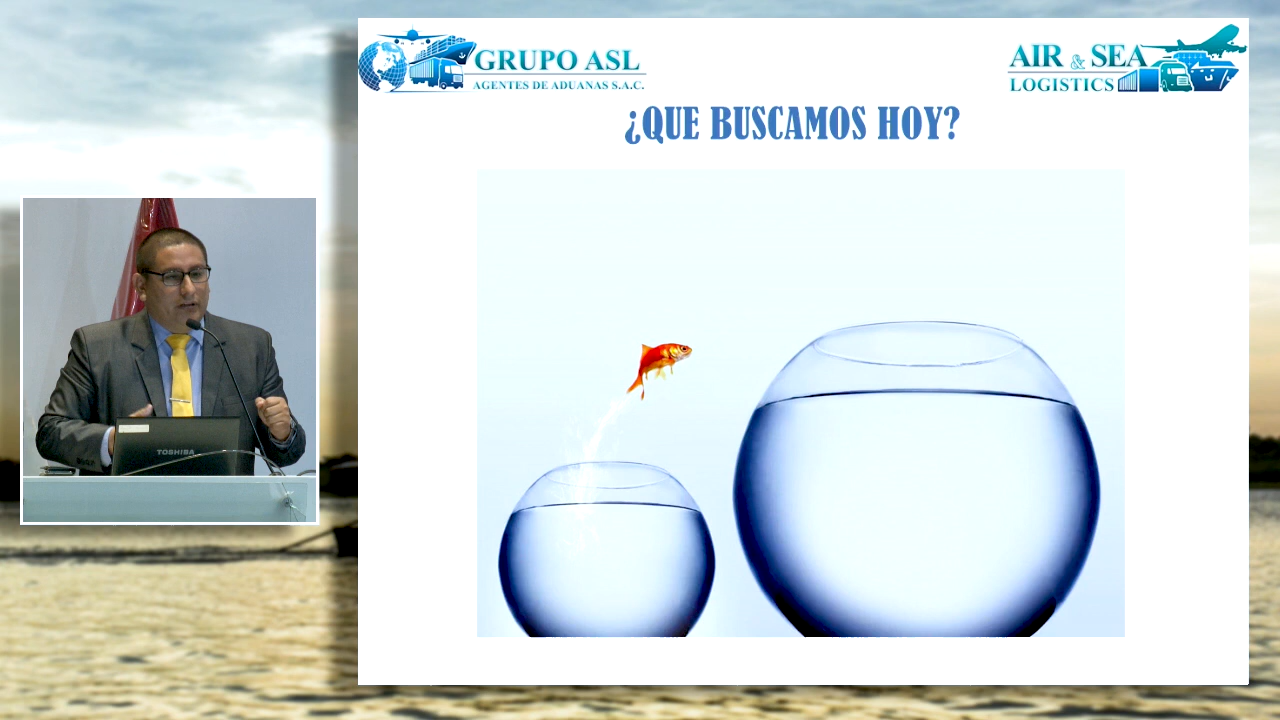 GRUPO ASL
AGENTES DE ADUANAS S.A.C.
AIR & SEA
LOGISTICS
¿QUE BUSCAMOS HOY?
TOSHIBA